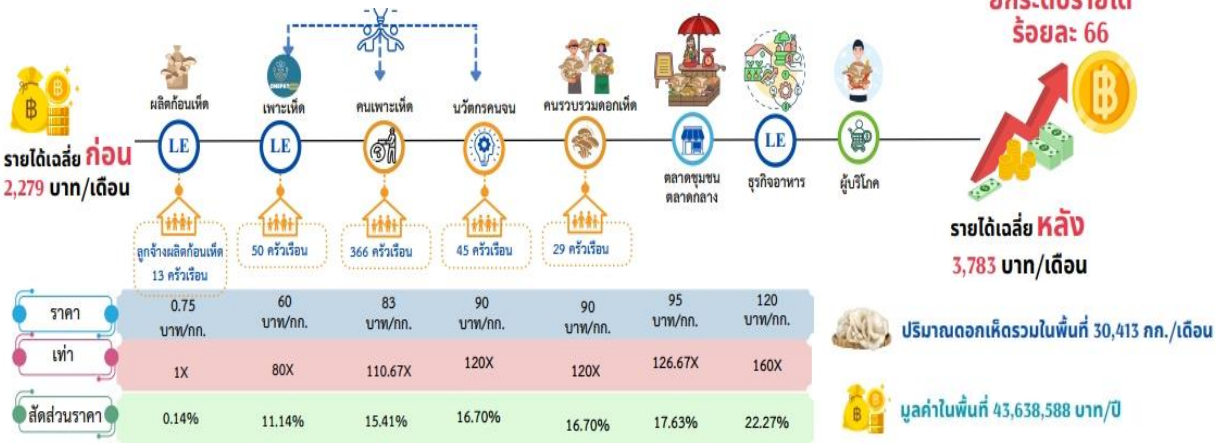 ยกระดับรายได้
ร้อยละ 66
ผลิตก้อนเห็ด
เพาะเห็ด
คนเพาะเห็ด
นวัตกรคนจน
คนรวบรวมดอกเห็ด
LE
LE
LE
ตลาดชุมชน
ตลาดกลาง
ธุรกิจอาหาร
ผู้บริโภค
รายได้เฉลี่ย ก่อน
2,279 บาท/เดือน
ลูกจ้างผลิตก้อนเห็ด
13 ครัวเรือน
50 ครัวเรือน
366 ครัวเรือน
45 ครัวเรือน
29 ครัวเรือน
รายได้เฉลี่ย หลัง
3,783 บาท/เดือน
ราคา
0.75
บาท/กก.
60
บาท/กก.
83
บาท/กก.
90
บาท/กก.
90
บาท/กก.
95
บาท/กก.
120
บาท/กก.
เท่า
1X
80X
110.67X
120X
120X
126.67X
160X
สัดส่วนราคา
0.14%
11.14%
15.41%
16.70%
16.70%
17.63%
22.27%
ปริมาณดอกเห็ดรวมในพื้นที่ 30,413 กก./เดือน
มูลค่าในพื้นที่ 43,638,588 บาท/ปี